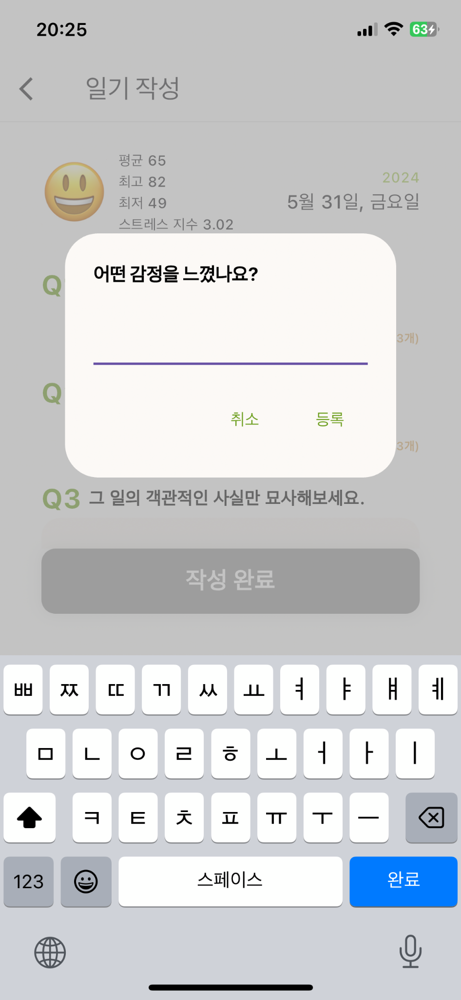 20:25
63
일기 작성
평균 65
최고 82
최저 49
스트레스 지수 3.02
2024
5월 31일, 금요일
어떤 감정을 느꼈나요?
Q
3개)
Q
취소 등록
3개)
Q3 그 일의 객관적인 사실만 묘사해보세요.
작성 완료
ㅃ ㅉ ㄸ ㄲ ㅆ ㅛ ㅕ ㅑ ㅒ ㅖ
ㅁ ㄴ ㅇ ㄹ ㅎ ㅗ ㅓ ㅏ ㅣ
ㅋ ㅌ ㅊ ㅍ ㅠ ㅜ ㅡ
123 스페이스 완료